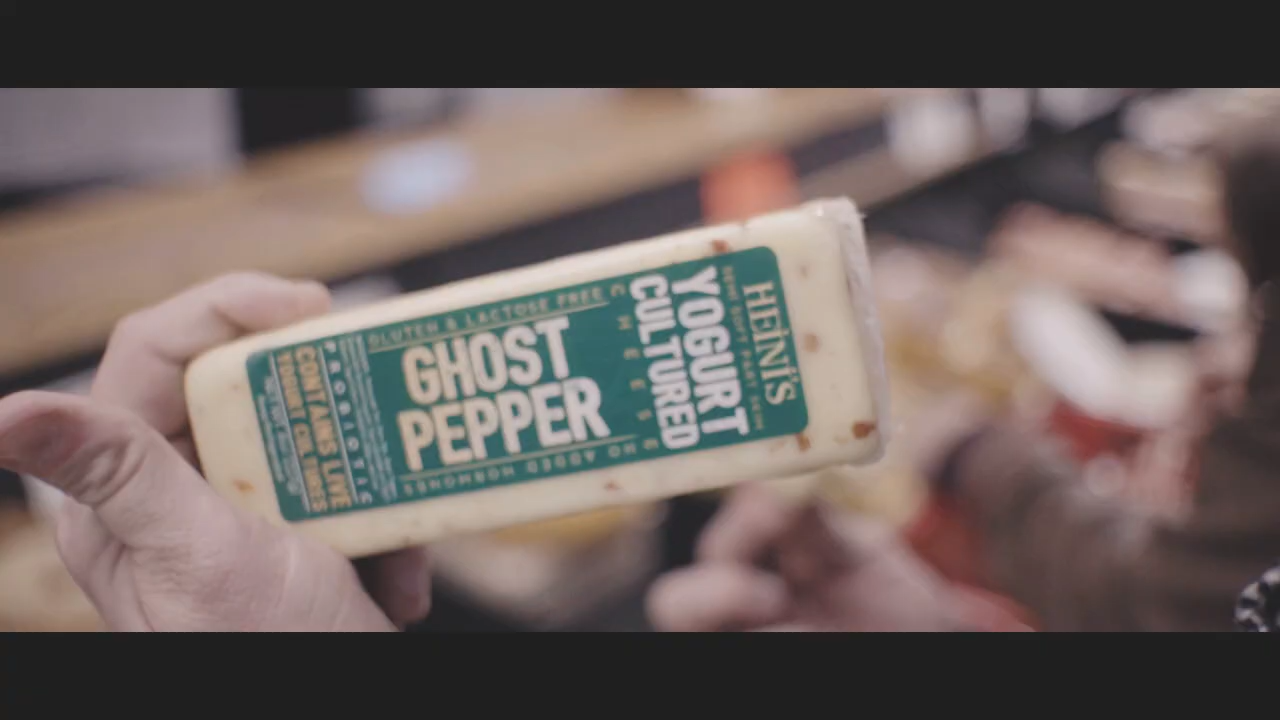 HEINI'S
YOGURT
CULTURED
CHEESE
GLUTEN & LACTOSE FREE
GHOST
PEPPER
NO ADDED HORMONES
PROBIOTIC
CONTAINS LIVE
YOGURT CULTURES